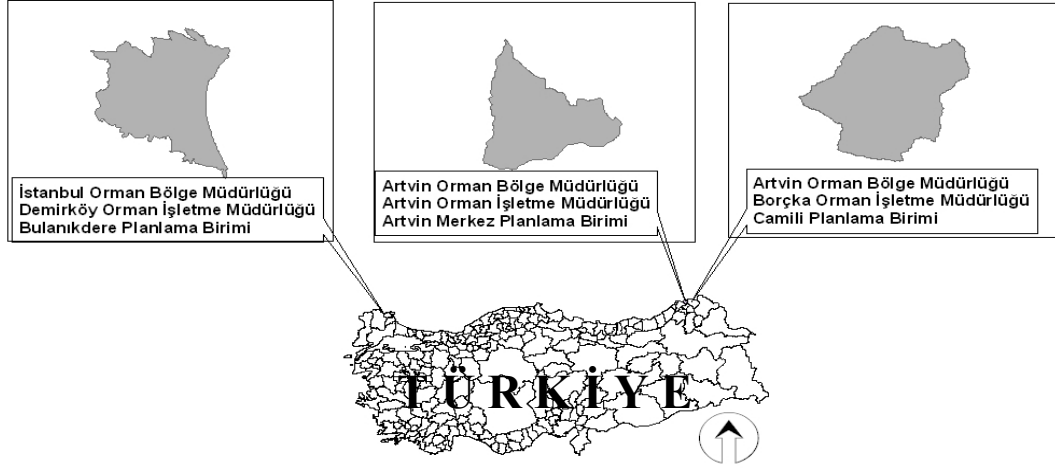 İstanbul Orman Bölge Müdürlüğü
Demirköy Orman İşletme Müdürlüğü
Bulanıkdere Planlama Birimi
Artvin Orman Bölge Müdürlüğü
Artvin Orman İşletme Müdürlüğü
Artvin Merkez Planlama Birimi
Artvin Orman Bölge Müdürlüğü
Borçka Orman İşletme Müdürlüğü
Camili Planlama Birimi
TÜRKİYE